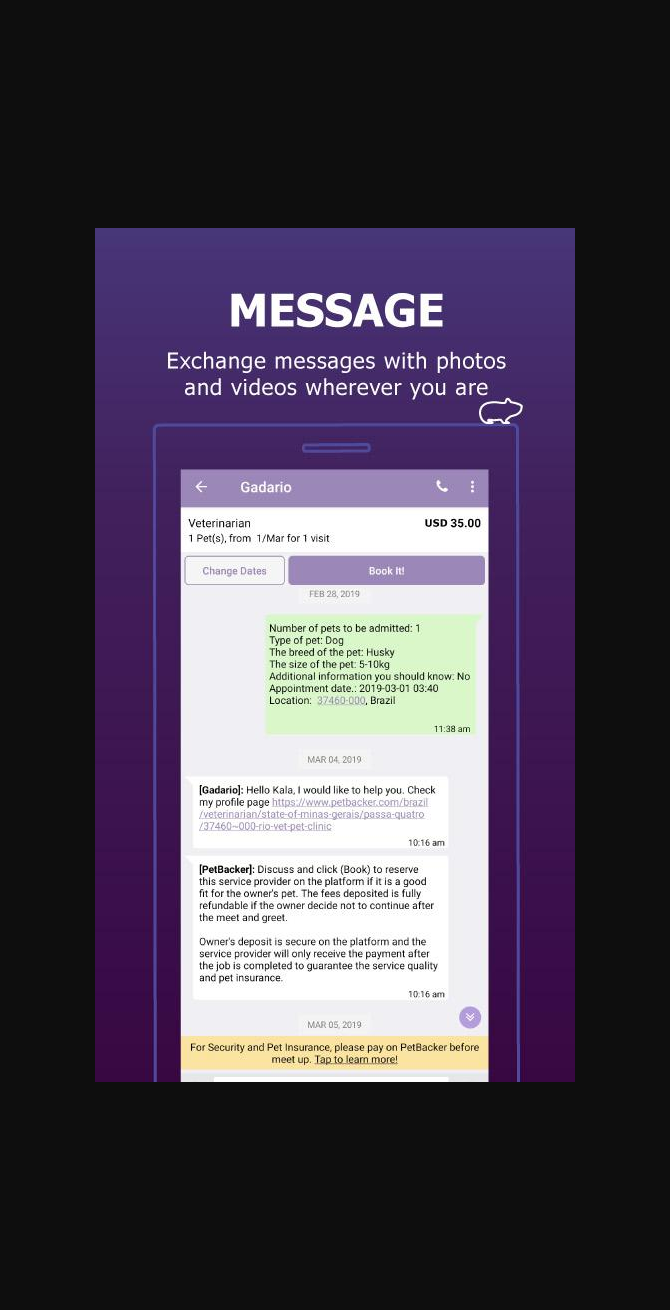 MESSAGE
Exchange messages with photos
and videos wherever you are
Gadario
Veterinarian
USD 35.00
1 Pet(s), from 1/Mar for 1 visit
Change Dates
Book It!
FEB 28, 2019
Number of pets to be admitted: 1
Type of pet: Dog
The breed of the pet: Husky
The size of the pet: 5-10kg
Additional information you should know: No
Appointment date.: 2019-03-01 03:40
Location: 37460-000, Brazil
11:38 am
MAR 04, 2019
[Gadario]: Hello Kala, I would like to help you. Check
my profile page https://www.petbacker.com/brazil
/veterinarian/state-of-minas-gerais/passa-quatro
/37460~000-rio-vet-pet-clinic
10:16 am
[PetBacker]: Discuss and click (Book) to reserve
this service provider on the platform if it is a good
fit for the owner's pet. The fees deposited is fully
refundable if the owner decide not to continue after
the meet and greet.
Owner's deposit is secure on the platform and the
service provider will only receive the payment after
the job is completed to guarantee the service quality
and pet insurance.
10:16 am
MAR 05, 2019
For Security and Pet Insurance, please pay on PetBacker before
meet up. Tap to learn more!